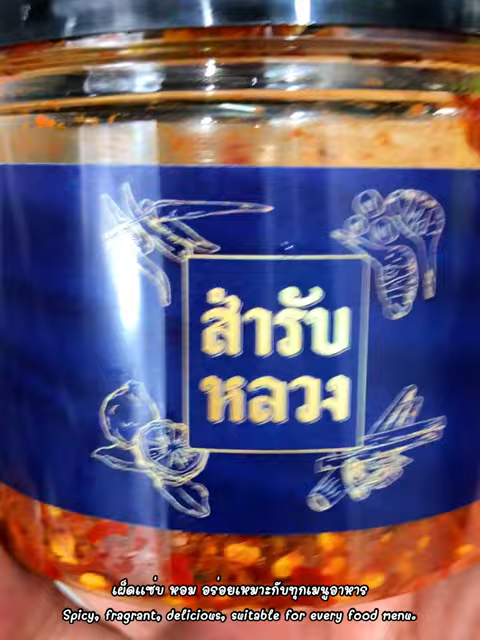 สำรับ
หลวง
เผ็ดแซ่บ หอม อร่อยเหมาะกับทุกเมนูอาหาร
Spicy, fragrant, delicious, suitable for every food menu.